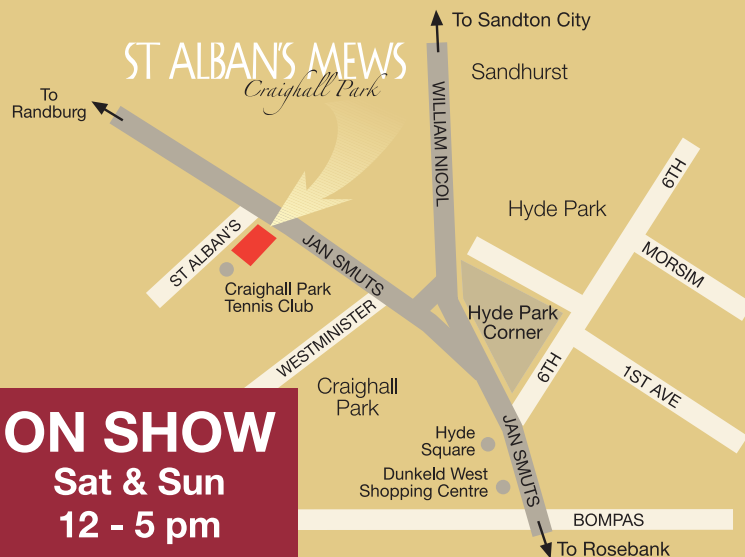 To Sandton City
ST ALBAN'S MEWS
Craighall Park
Sandhurst
To
Randburg
WILLIAM NICOL
6TH
Hyde Park
ST ALBAN'S
JAN SMUTS
MORSIM
Craighall Park
Tennis Club
Hyde Park
Corner
WESTMINISTER
Craighall
Park
6TH
1ST AVE
ON SHOW
Sat & Sun
12 - 5 pm
Hyde
Square
JAN SMUTS
Dunkeld West
Shopping Centre
BOMPAS
To Rosebank